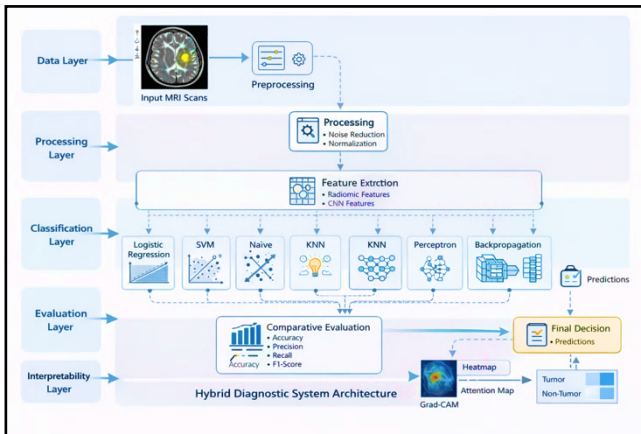 Data Layer
Input MRI Scans
Preprocessing
Processing
Layer
Processing
• Noise Reduction
• Normalization
Feature Extrction
• Radiomic Features
• CNN Features
Classification
Layer
Logistic
Regression
SVM
Naive
KNN
KNN
Perceptron
Backpropagation
Predictions
Evaluation
Layer
Comparative Evaluation
• Accuracy
• Precision
• Recall
• F1-Score
Accuracy
Final Decision
• Predictions
Interpretability
Layer
Hybrid Diagnostic System Architecture
Grad-CAM
Heatmap
Attention Map
Tumor
Non-Tumor